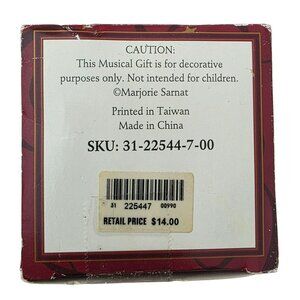 CAUTION:
This Musical Gift is for decorative
purposes only. Not intended for children.
©Marjorie Sarnat
Printed in Taiwan
Made in China
SKU: 31-22544-7-00
31 225447 00990
RETAIL PRICE $14.00